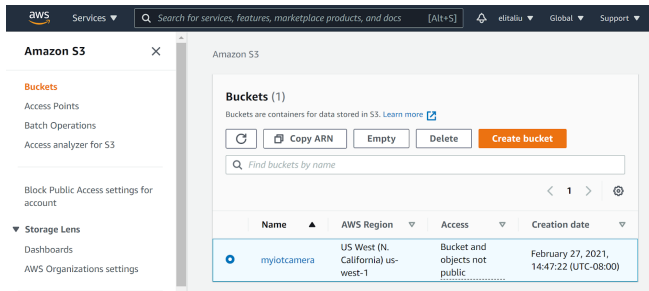 aws Services ▼ Search for services, features, marketplace products, and docs [Alt+S] elitaliu ▼ Global ▼ Support ▼
Amazon S3
Buckets
Access Points
Batch Operations
Access analyzer for S3
Block Public Access settings for
account
▼ Storage Lens
Dashboards
AWS Organizations settings
Amazon S3
Buckets (1)
Buckets are containers for data stored in S3. Learn more
Copy ARN Empty Delete Create bucket
Find buckets by name
< 1 >
Name ▲ AWS Region ▽ Access ▽ Creation date ▽
myiotcamera
US West (N.
California) us-
west-1
Bucket and
objects not
public
February 27, 2021,
14:47:22 (UTC-08:00)